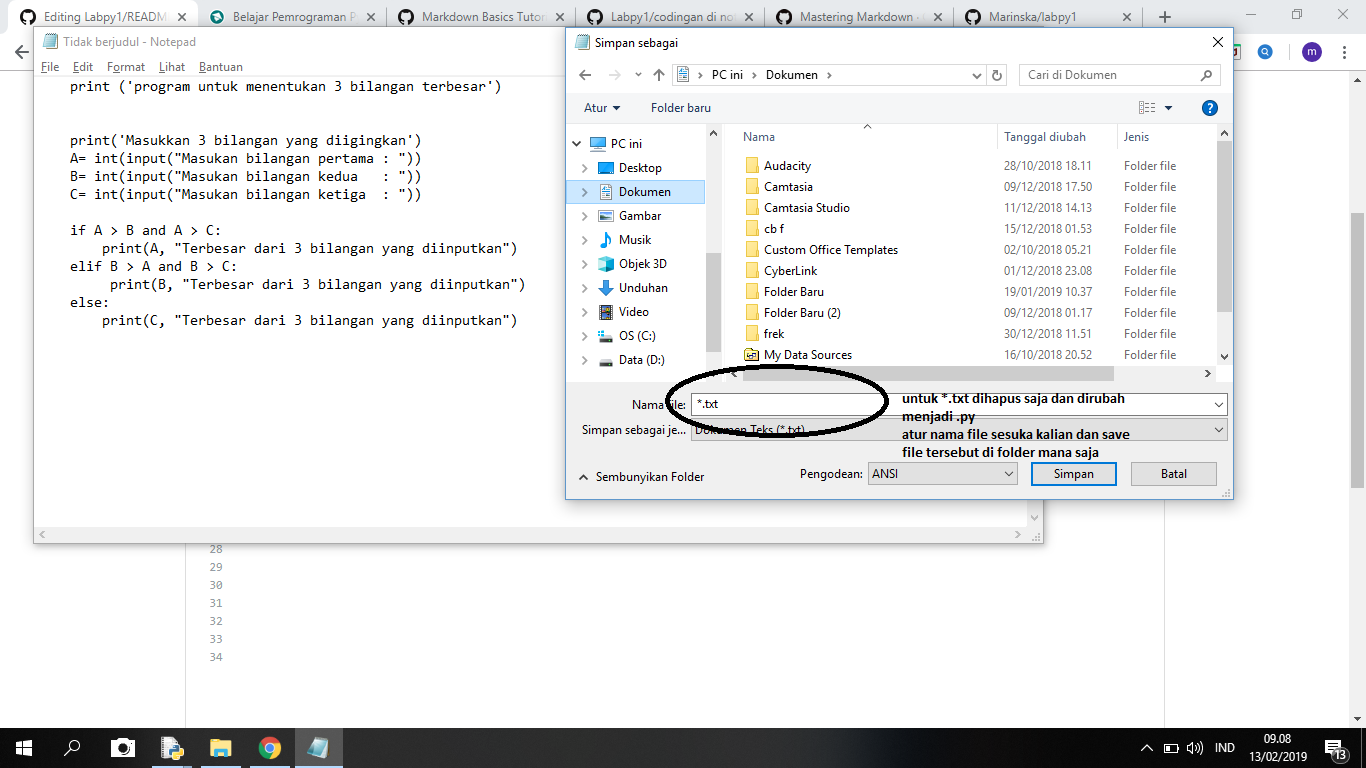 Editing Labpy1/READM
Belajar Pemrograman P
Markdown Basics Tutor
Labpy1/codingan di no
Mastering Markdown ·
Marinska/labpy1
Tidak berjudul - Notepad
File Edit Format Lihat Bantuan
print ('program untuk menentukan 3 bilangan terbesar')
print('Masukkan 3 bilangan yang diigingkan')
A= int(input("Masukan bilangan pertama : "))
B= int(input("Masukan bilangan kedua   : "))
C= int(input("Masukan bilangan ketiga  : "))
if A > B and A > C:
    print(A, "Terbesar dari 3 bilangan yang diinputkan")
elif B > A and B > C:
     print(B, "Terbesar dari 3 bilangan yang diinputkan")
else:
    print(C, "Terbesar dari 3 bilangan yang diinputkan")
Simpan sebagai
PC ini > Dokumen >
Cari di Dokumen
m
Atur
Folder baru
PC ini
Desktop
Dokumen
Gambar
Musik
Objek 3D
Unduhan
Video
OS (C:)
Data (D:)
Nama Tanggal diubah Jenis
Audacity 28/10/2018 18.11 Folder file
Camtasia 09/12/2018 17.50 Folder file
Camtasia Studio 11/12/2018 14.13 Folder file
cb f 15/12/2018 01.53 Folder file
Custom Office Templates 02/10/2018 05.21 Folder file
CyberLink 01/12/2018 23.08 Folder file
Folder Baru 19/01/2019 10.37 Folder file
Folder Baru (2) 09/12/2018 01.17 Folder file
frek 30/12/2018 11.51 Folder file
My Data Sources 16/10/2018 20.52 Folder file
Nama file: *.txt
Simpan sebagai je... Dokumen Teks (*.txt)
untuk *.txt dihapus saja dan dirubah
menjadi .py
atur nama file sesuka kalian dan save
file tersebut di folder mana saja
Sembunyikan Folder
Pengodean: ANSI
Simpan
Batal
28
29
30
31
32
33
34
IND
09.08
13/02/2019
13